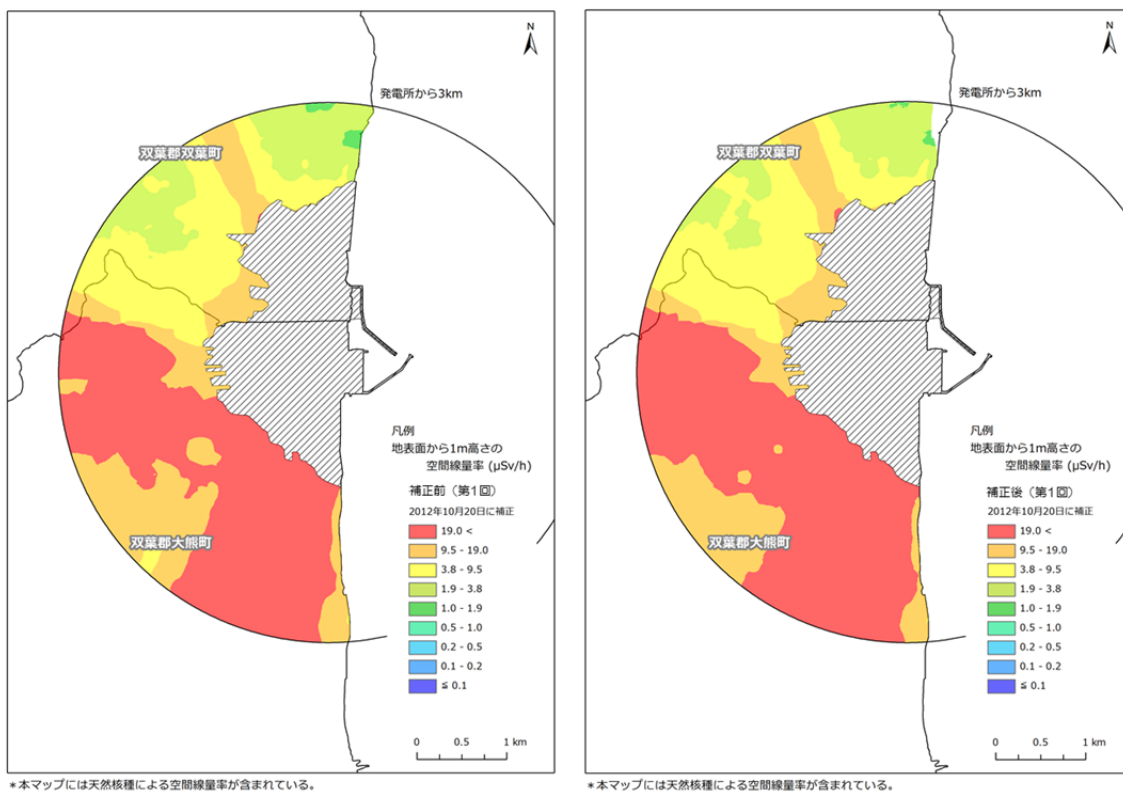 N
発電所から3km
双葉郡双葉町
凡例
地表面から1m高さの
空間線量率 (μSv/h)
補正前（第1回）
2012年10月20日に補正
19.0 <
9.5 - 19.0
3.8 - 9.5
1.9 - 3.8
1.0 - 1.9
0.5 - 1.0
0.2 - 0.5
0.1 - 0.2
≦ 0.1
双葉郡大熊町
0 0.5 1 km
*本マップには天然核種による空間線量率が含まれている。
N
発電所から3km
双葉郡双葉町
凡例
地表面から1m高さの
空間線量率 (μSv/h)
補正後（第1回）
2012年10月20日に補正
19.0 <
9.5 - 19.0
3.8 - 9.5
1.9 - 3.8
1.0 - 1.9
0.5 - 1.0
0.2 - 0.5
0.1 - 0.2
≦ 0.1
双葉郡大熊町
0 0.5 1 km
*本マップには天然核種による空間線量率が含まれている。